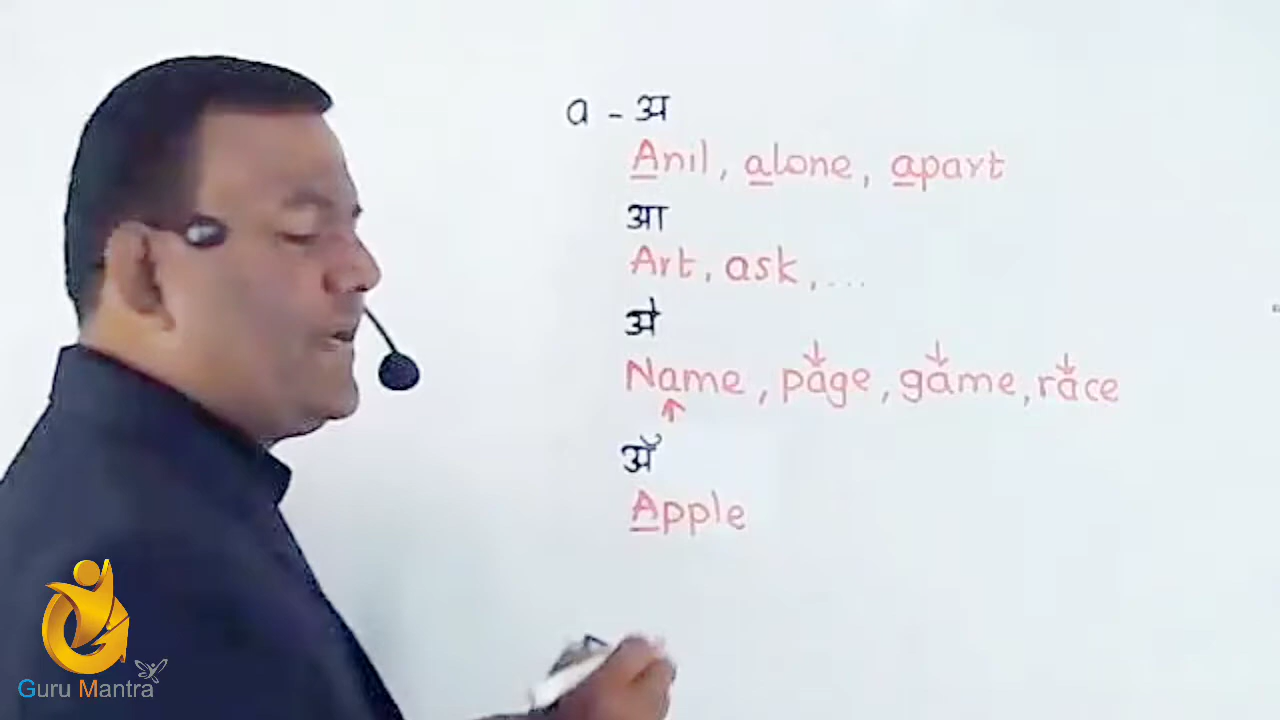 a - अ
Anil, alone, apart
आ
Art, ask, ...
अे
Name, page, game, race
अॅ
Apple
Guru Mantra